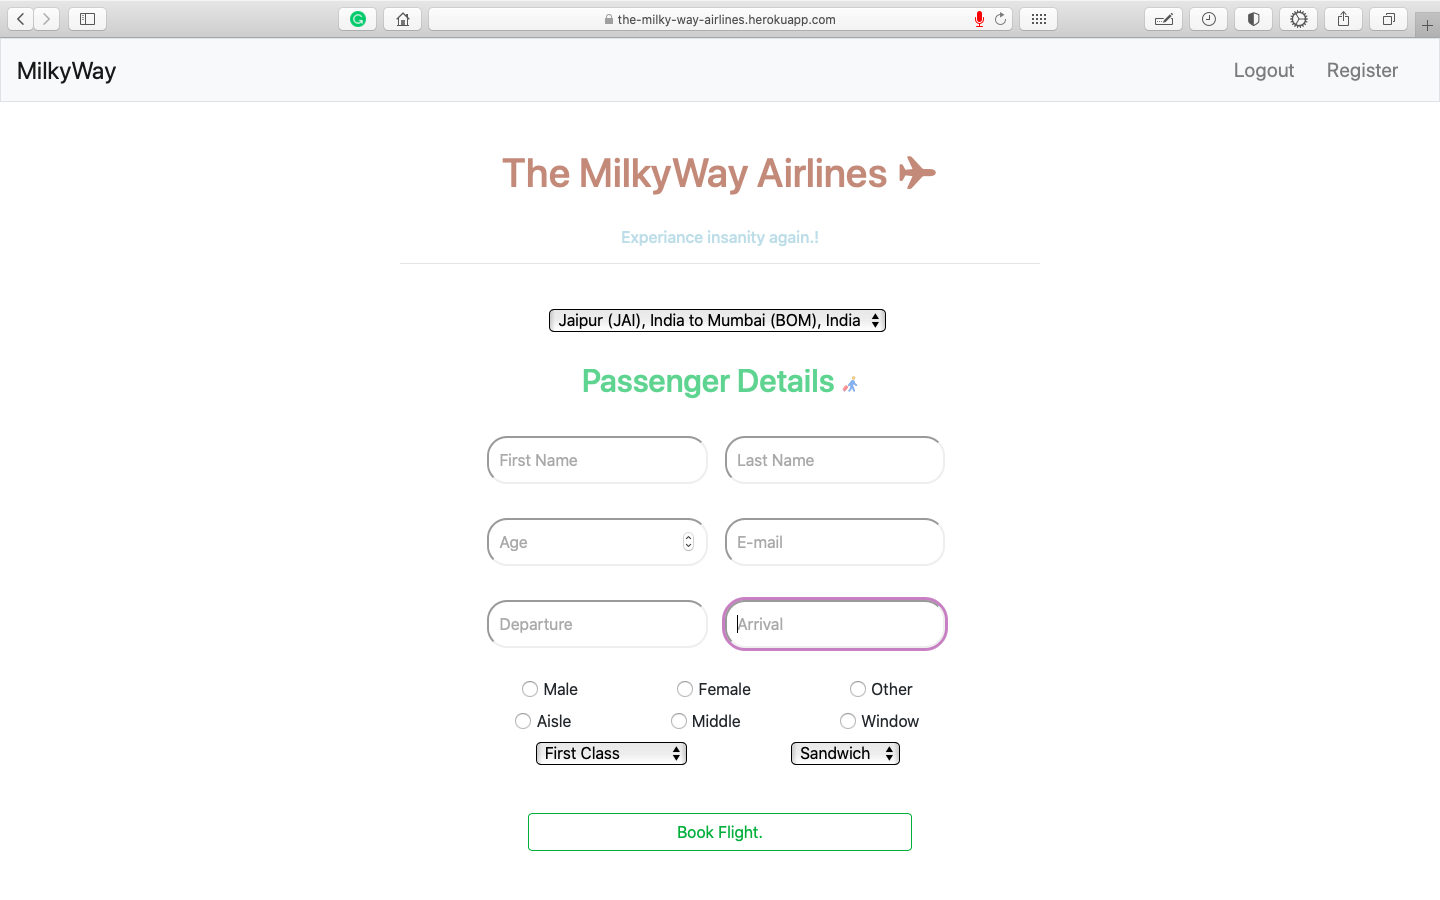 the-milky-way-airlines.herokuapp.com
MilkyWay
Logout Register
The MilkyWay Airlines
Experiance insanity again.!
Jaipur (JAI), India to Mumbai (BOM), India
Passenger Details
First Name Last Name
Age E-mail
Departure Arrival
Male Female Other
Aisle Middle Window
First Class Sandwich
Book Flight.